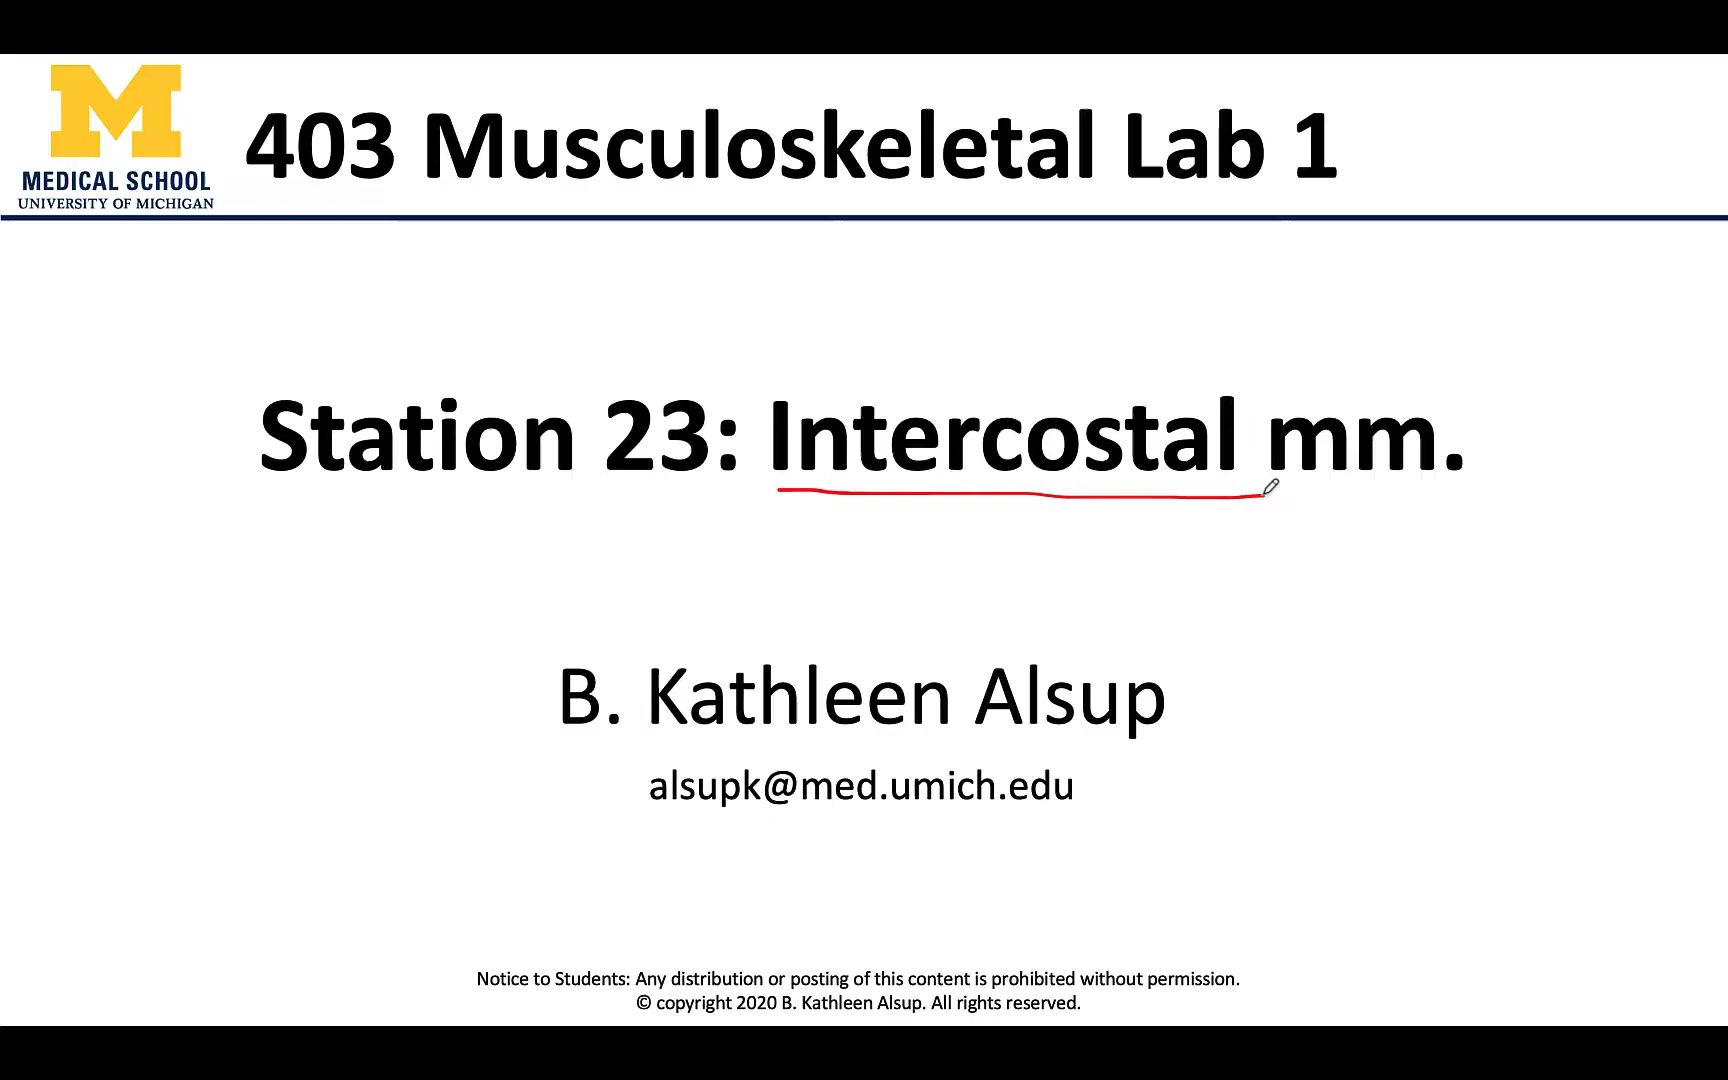 M
MEDICAL SCHOOL
UNIVERSITY OF MICHIGAN
403 Musculoskeletal Lab 1
Station 23: Intercostal mm.
B. Kathleen Alsup
alsupk@med.umich.edu
Notice to Students: Any distribution or posting of this content is prohibited without permission.
© copyright 2020 B. Kathleen Alsup. All rights reserved.